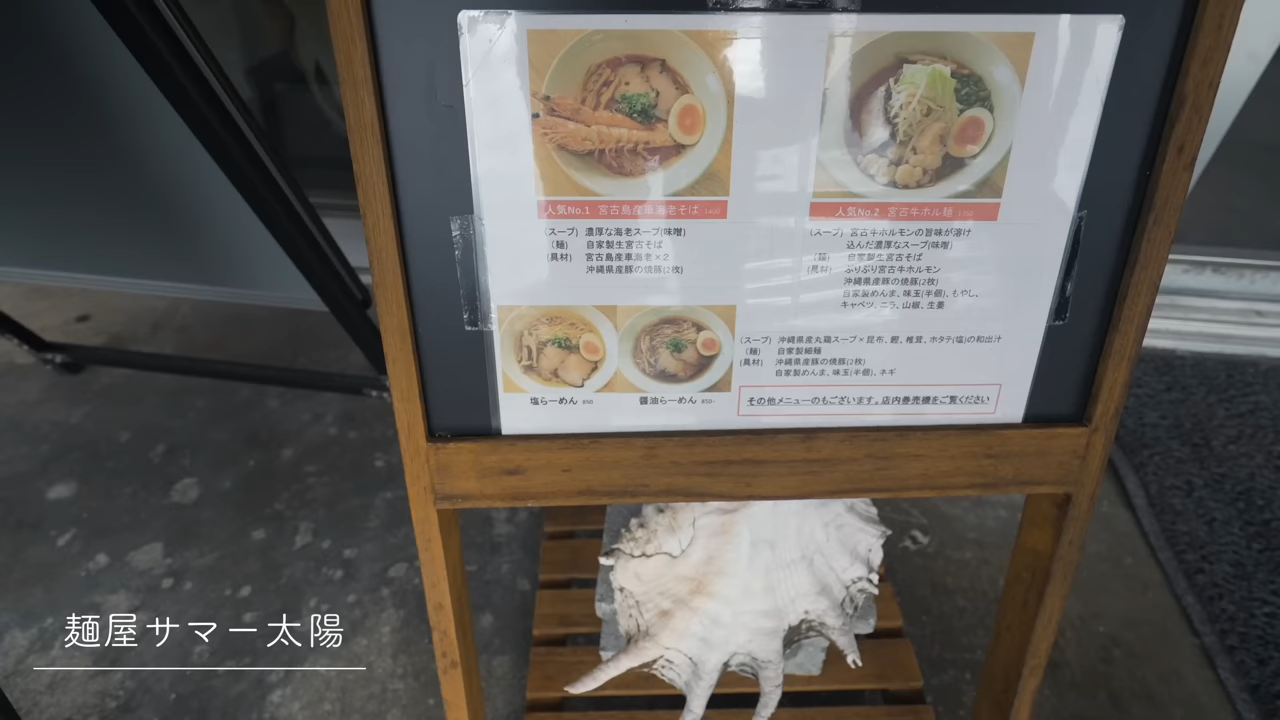 人気No.1 宮古島産車海老そば
(スープ) 濃厚な海老スープ(味噌)
(麺) 自家製生宮古そば
(具材) 宮古島産車海老×2
沖縄県産豚の焼豚(2枚)
人気No.2 宮古牛ホル麺
(スープ) 宮古牛ホルモンの旨味が溶け
込んだ濃厚なスープ(味噌)
(麺) 自家製生宮古そば
(具材) ぷりぷり宮古牛ホルモン
沖縄県産豚の焼豚(2枚)
自家製めんま、味玉(半個)、もやし、
キャベツ、ニラ、山椒、生姜
塩らーめん 850
醤油らーめん 850-
(スープ) 沖縄県産丸鶏スープ×昆布、鰹、椎茸、ホタテ(塩)の和出汁
(麺) 自家製細麺
(具材) 沖縄県産豚の焼豚(2枚)
自家製めんま、味玉(半個)、ネギ
その他メニューのもございます。店内券売機をご覧ください
麺屋サマー太陽